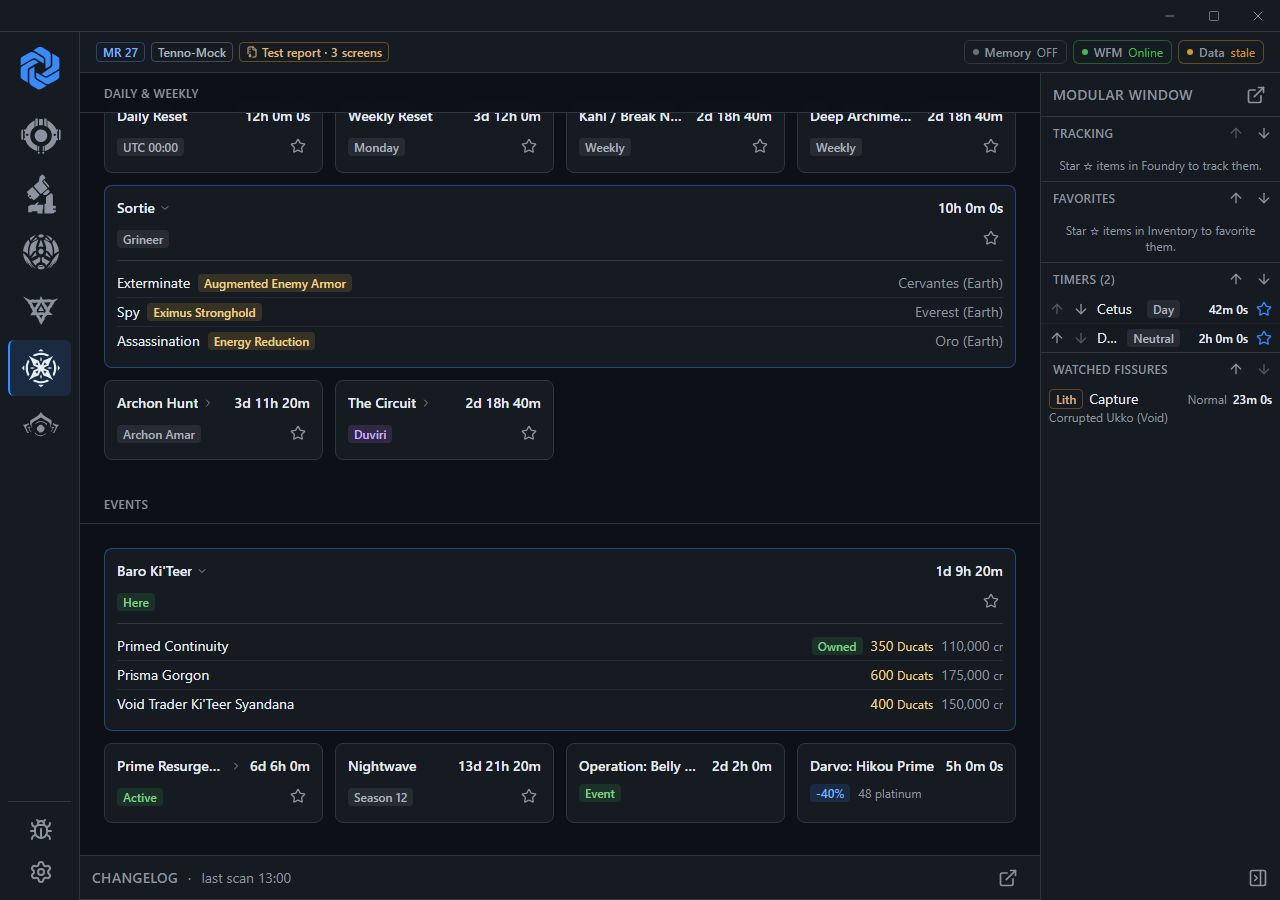 MR 27 Tenno-Mock Test report · 3 screens Memory OFF WFM Online Data stale
DAILY & WEEKLY
Daily Reset 12h 0m 0s
UTC 00:00
Weekly Reset 3d 12h 0m
Monday
Kahl / Break N... 2d 18h 40m
Weekly
Deep Archime... 2d 18h 40m
Weekly
Sortie 10h 0m 0s
Grineer
Exterminate Augmented Enemy Armor Cervantes (Earth)
Spy Eximus Stronghold Everest (Earth)
Assassination Energy Reduction Oro (Earth)
Archon Hunt 3d 11h 20m
Archon Amar
The Circuit 2d 18h 40m
Duviri
EVENTS
Baro Ki'Teer 1d 9h 20m
Here
Primed Continuity Owned 350 Ducats 110,000 cr
Prisma Gorgon 600 Ducats 175,000 cr
Void Trader Ki'Teer Syandana 400 Ducats 150,000 cr
Prime Resurge... 6d 6h 0m
Active
Nightwave 13d 21h 20m
Season 12
Operation: Belly ... 2d 2h 0m
Event
Darvo: Hikou Prime 5h 0m 0s
-40% 48 platinum
CHANGELOG · last scan 13:00
MODULAR WINDOW
TRACKING
Star ☆ items in Foundry to track them.
FAVORITES
Star ☆ items in Inventory to favorite
them.
TIMERS (2)
Cetus Day 42m 0s
D... Neutral 2h 0m 0s
WATCHED FISSURES
Lith Capture Normal 23m 0s
Corrupted Ukko (Void)